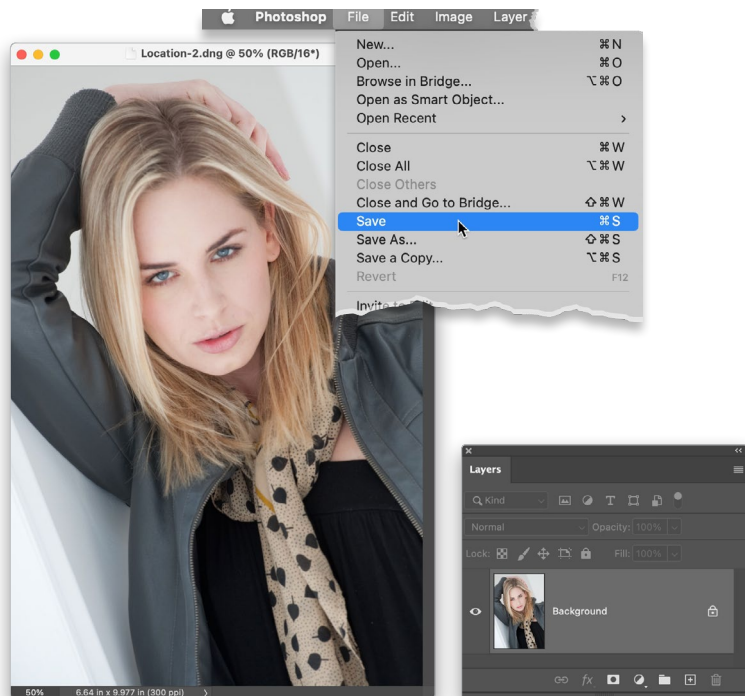 Photoshop File Edit Image Layer
Location-2.dng @ 50% (RGB/16*)
New... ⌘N
Open... ⌘O
Browse in Bridge... ⌥⌘O
Open as Smart Object...
Open Recent >
Close ⌘W
Close All ⌥⌘W
Close Others
Close and Go to Bridge... ⇧⌘W
Save ⌘S
Save As... ⇧⌘S
Save a Copy... ⌥⌘S
Revert F12
Invite to
50% 6.64 in x 9.977 in (300 ppi) >
Layers
Kind
Normal Opacity: 100%
Lock: Fill: 100%
Background
fx